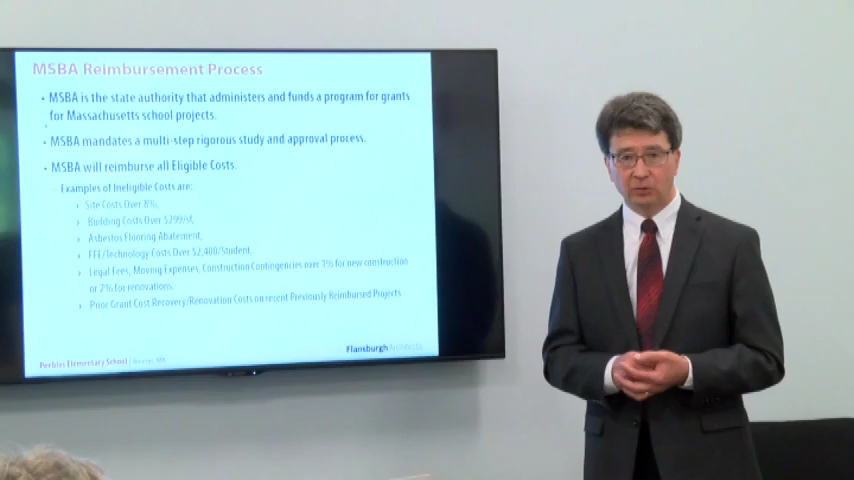 MSBA Reimbursement Process
• MSBA is the state authority that administers and funds a program for grants
for Massachusetts school projects.
• MSBA mandates a multi-step rigorous study and approval process.
• MSBA will reimburse all Eligible Costs.
– Examples of Ineligible Costs are:
› Site Costs Over 8%,
› Building Costs Over $299/sf,
› Asbestos Flooring Abatement,
› FFE/Technology Costs Over $2,400/Student,
› Legal Fees, Moving Expenses, Construction Contingencies over 1% for new construction
or 2% for renovations.
› Prior Grant Cost Recovery/Renovation Costs on recent Previously Reimbursed Projects
Peebles Elementary School | Bourne, MA
Flansburgh Architects